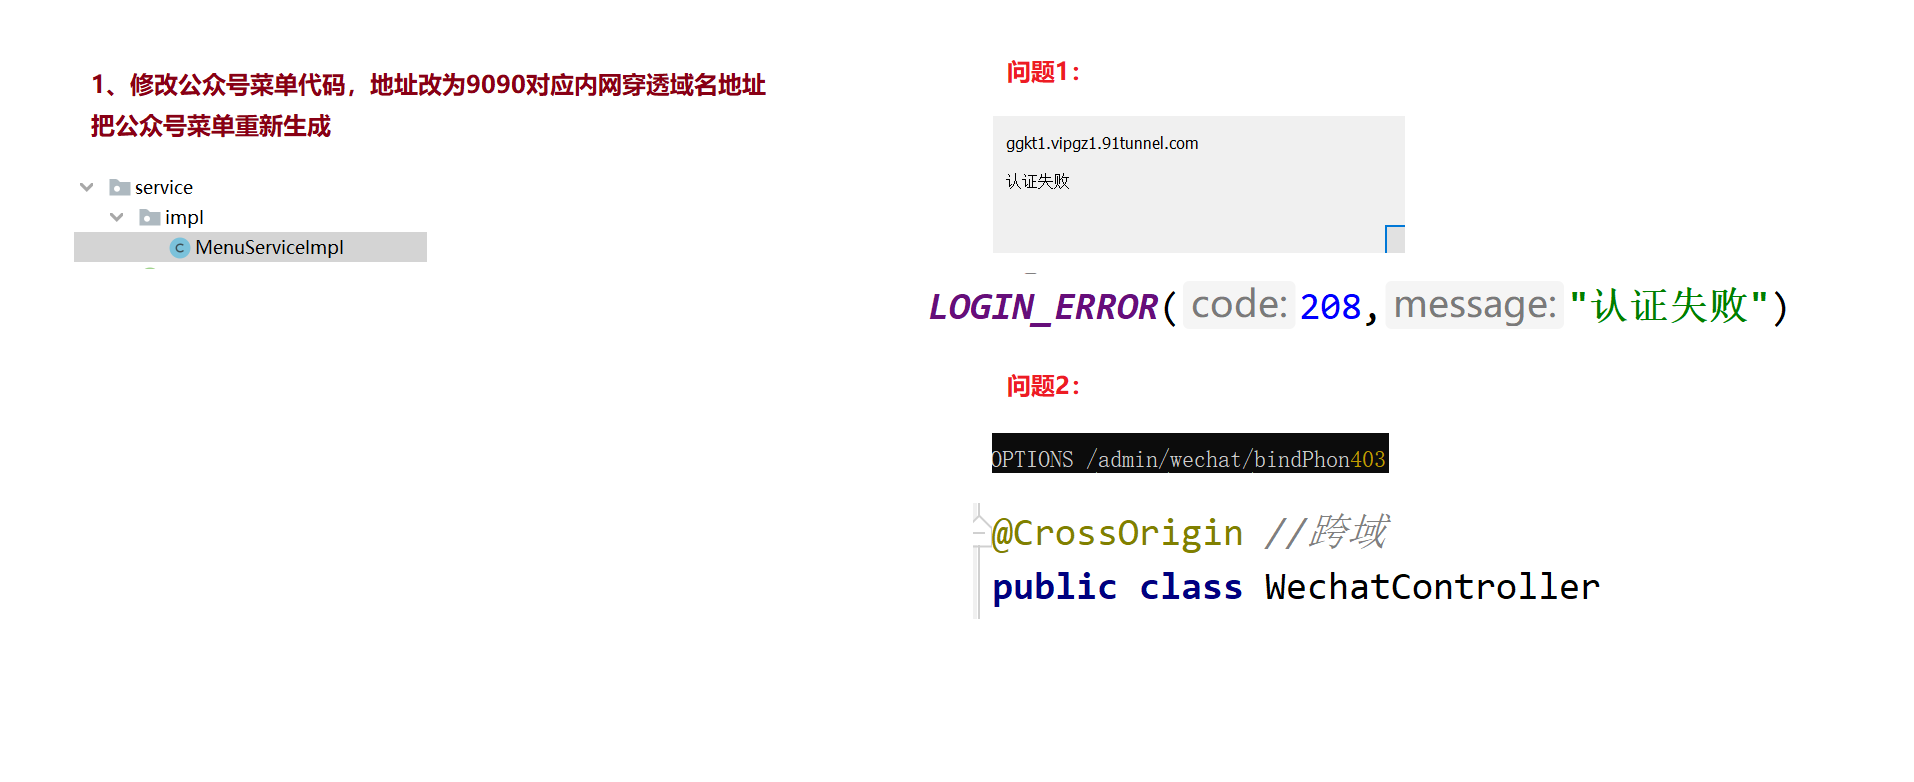 1、修改公众号菜单代码，地址改为9090对应内网穿透域名地址
把公众号菜单重新生成
service
impl
MenuServiceImpl
问题1：
ggkt1.vipgz1.91tunnel.com
认证失败
LOGIN_ERROR( code: 208, message: "认证失败")
问题2：
OPTIONS /admin/wechat/bindPhon403
@CrossOrigin //跨域
public class WechatController